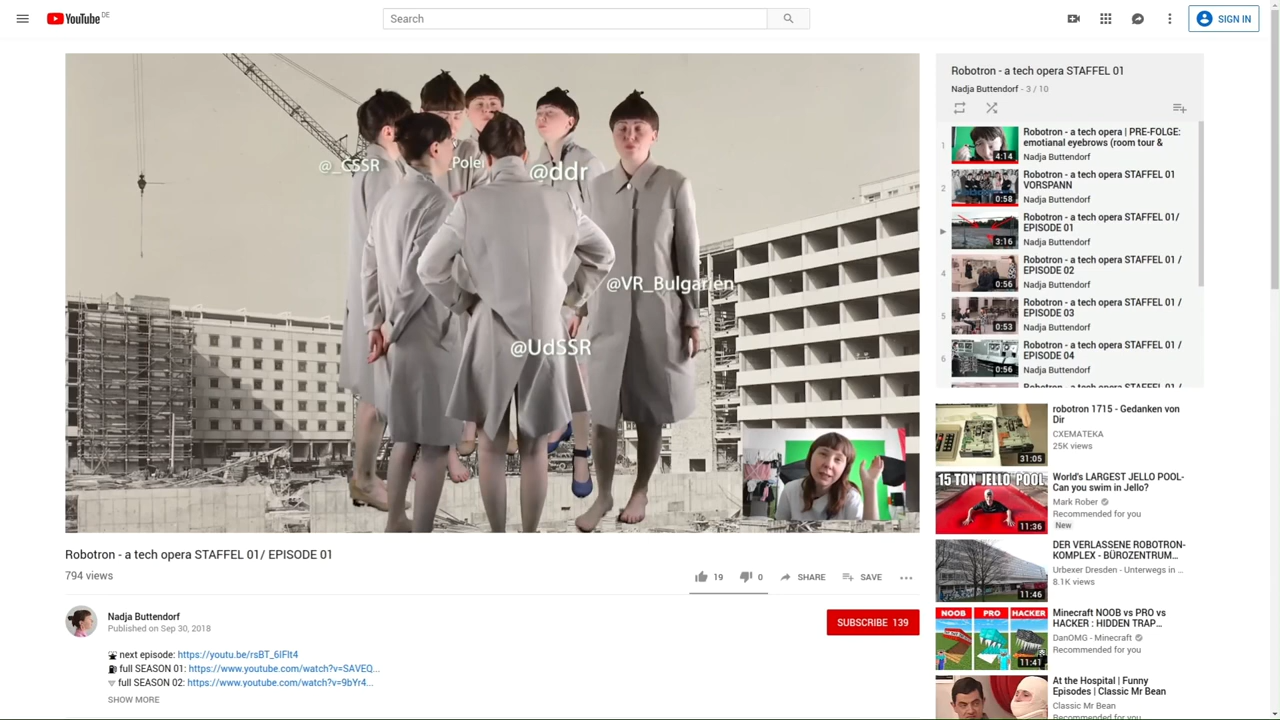 YouTube DE
Search
SIGN IN
@_CSSR
_Polei
@ddr
@VR_Bulgarien
@UdSSR
Robotron - a tech opera STAFFEL 01/ EPISODE 01
794 views
19
0
SHARE
SAVE
Nadja Buttendorf
Published on Sep 30, 2018
SUBSCRIBE 139
next episode: https://youtu.be/rsBT_6lFlt4
full SEASON 01: https://www.youtube.com/watch?v=SAVEQ...
full SEASON 02: https://www.youtube.com/watch?v=9bYr4...
SHOW MORE
Robotron - a tech opera STAFFEL 01
Nadja Buttendorf - 3 / 10
1
4:14
Robotron - a tech opera | PRE-FOLGE:
emotianal eyebrows (room tour &
Nadja Buttendorf
2
0:58
Robotron - a tech opera STAFFEL 01
VORSPANN
Nadja Buttendorf
3:16
Robotron - a tech opera STAFFEL 01/
EPISODE 01
Nadja Buttendorf
4
0:56
Robotron - a tech opera STAFFEL 01 /
EPISODE 02
Nadja Buttendorf
5
0:53
Robotron - a tech opera STAFFEL 01 /
EPISODE 03
Nadja Buttendorf
6
0:56
Robotron - a tech opera STAFFEL 01 /
EPISODE 04
Nadja Buttendorf
Robotron - a tech opera STAFFEL 01 /
31:05
robotron 1715 - Gedanken von
Dir
CXEMATEKA
25K views
15 TON JELLO POOL
11:36
World's LARGEST JELLO POOL-
Can you swim in Jello?
Mark Rober
Recommended for you
New
11:46
DER VERLASSENE ROBOTRON-
KOMPLEX - BÜROZENTRUM...
Urbexer Dresden - Unterwegs in ...
8.1K views
NOOB PRO HACKER
11:41
Minecraft NOOB vs PRO vs
HACKER : HIDDEN TRAP...
DanOMG - Minecraft
Recommended for you
At the Hospital | Funny
Episodes | Classic Mr Bean
Classic Mr Bean
Recommended for you